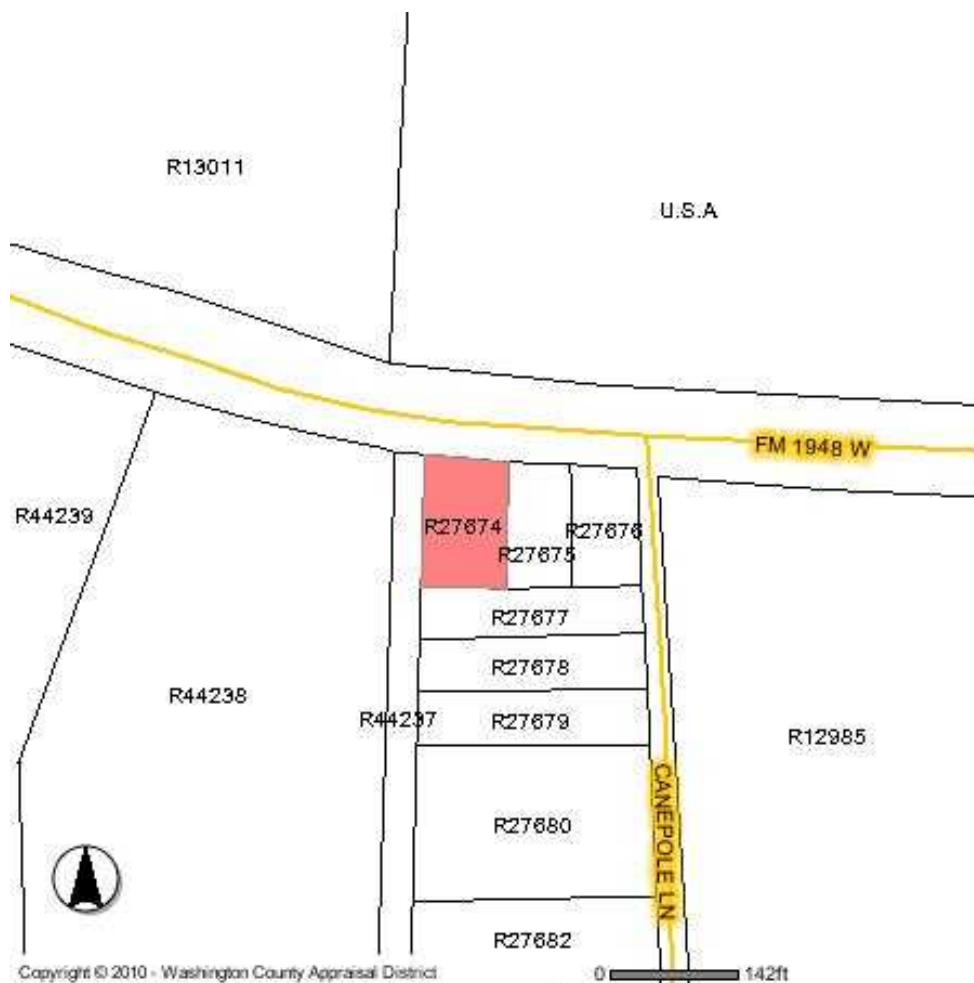 R13011
U.S.A
FM 1948 W
R44239
R27674
R27675
R27676
R27677
R27678
R44238
R44237
R27679
R12985
CANEPOLE LN
R27680
R27682
Copyright © 2010 - Washington County Appraisal District
0 142ft